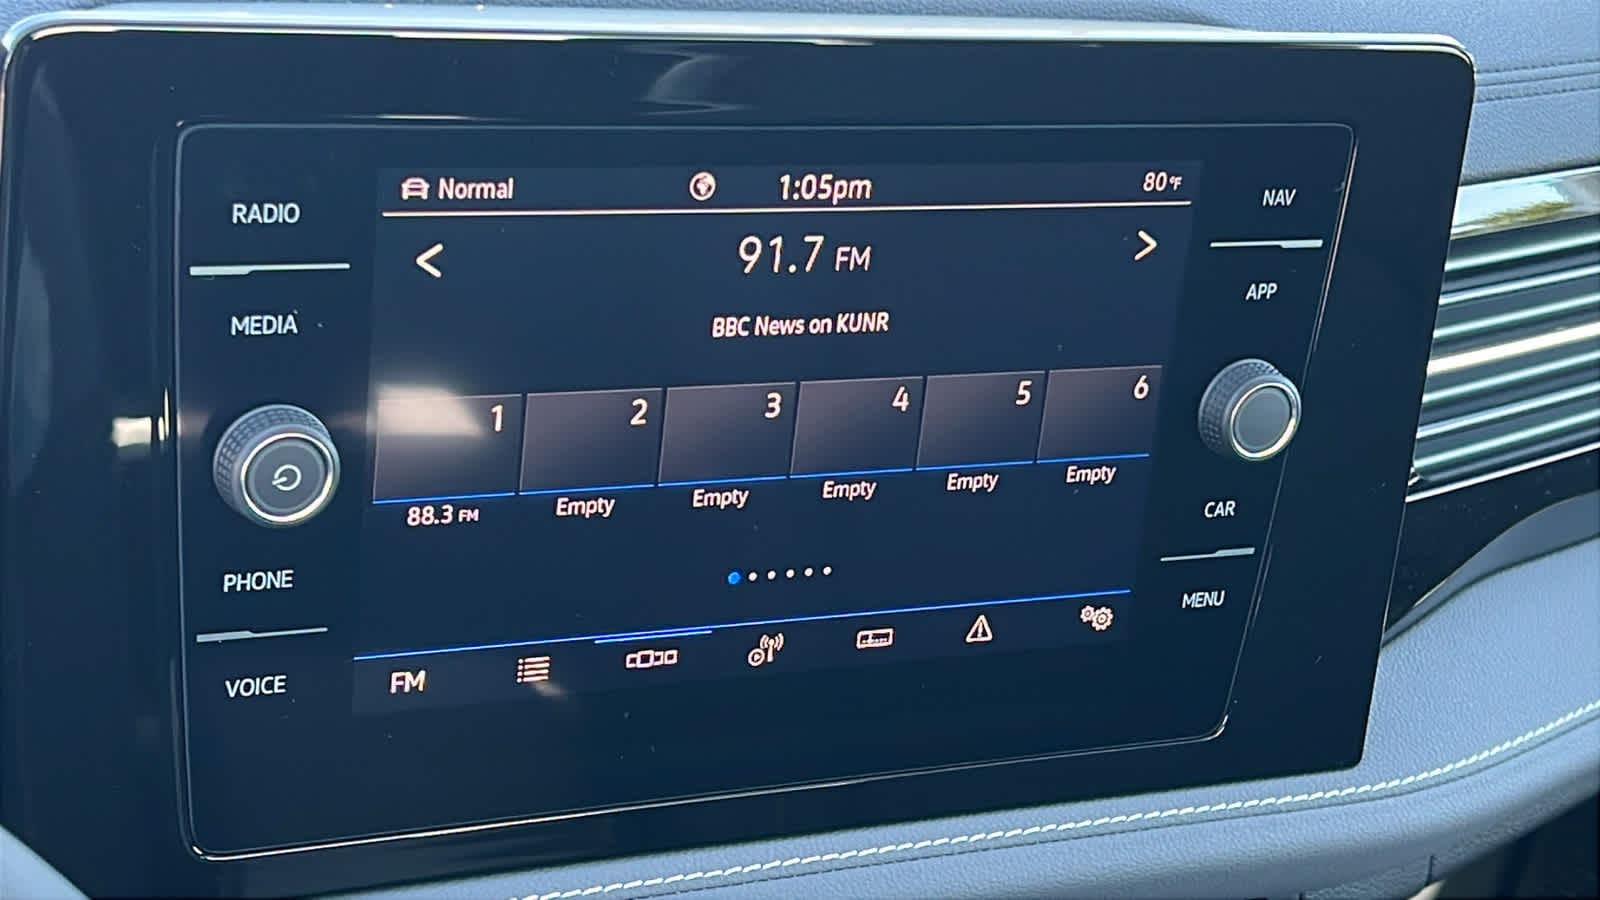 RADIO
MEDIA
PHONE
VOICE
Normal
1:05pm
80°F
<
91.7 FM
>
BBC News on KUNR
1 2 3 4 5 6
88.3 FM Empty Empty Empty Empty Empty
FM
NAV
APP
CAR
MENU